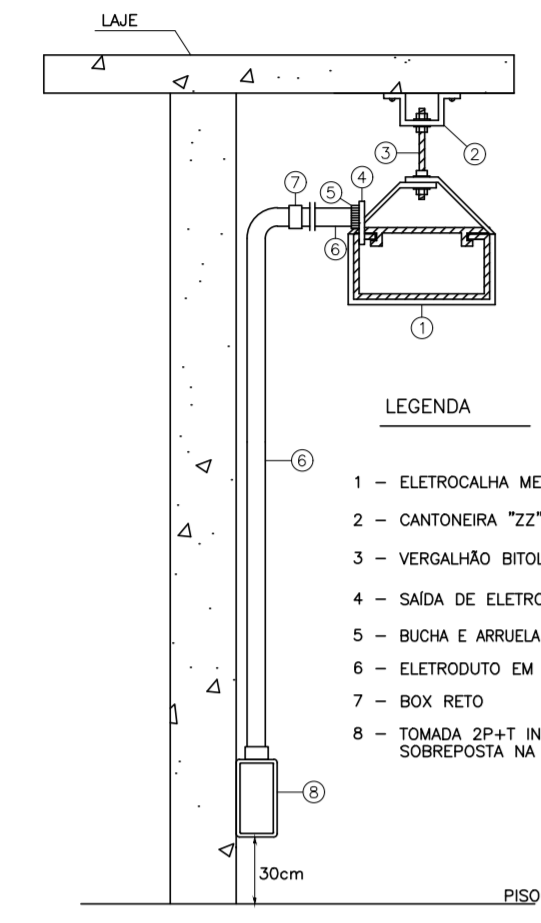 LAJE
2
3
4
5
7
6
1
LEGENDA
6
1 – ELETROCALHA ME
2 – CANTONEIRA "ZZ"
3 – VERGALHÃO BITOL
4 – SAÍDA DE ELETRO
5 – BUCHA E ARRUELA
6 – ELETRODUTO EM
7 – BOX RETO
8 – TOMADA 2P+T IN
SOBREPOSTA NA
8
30cm
PISO